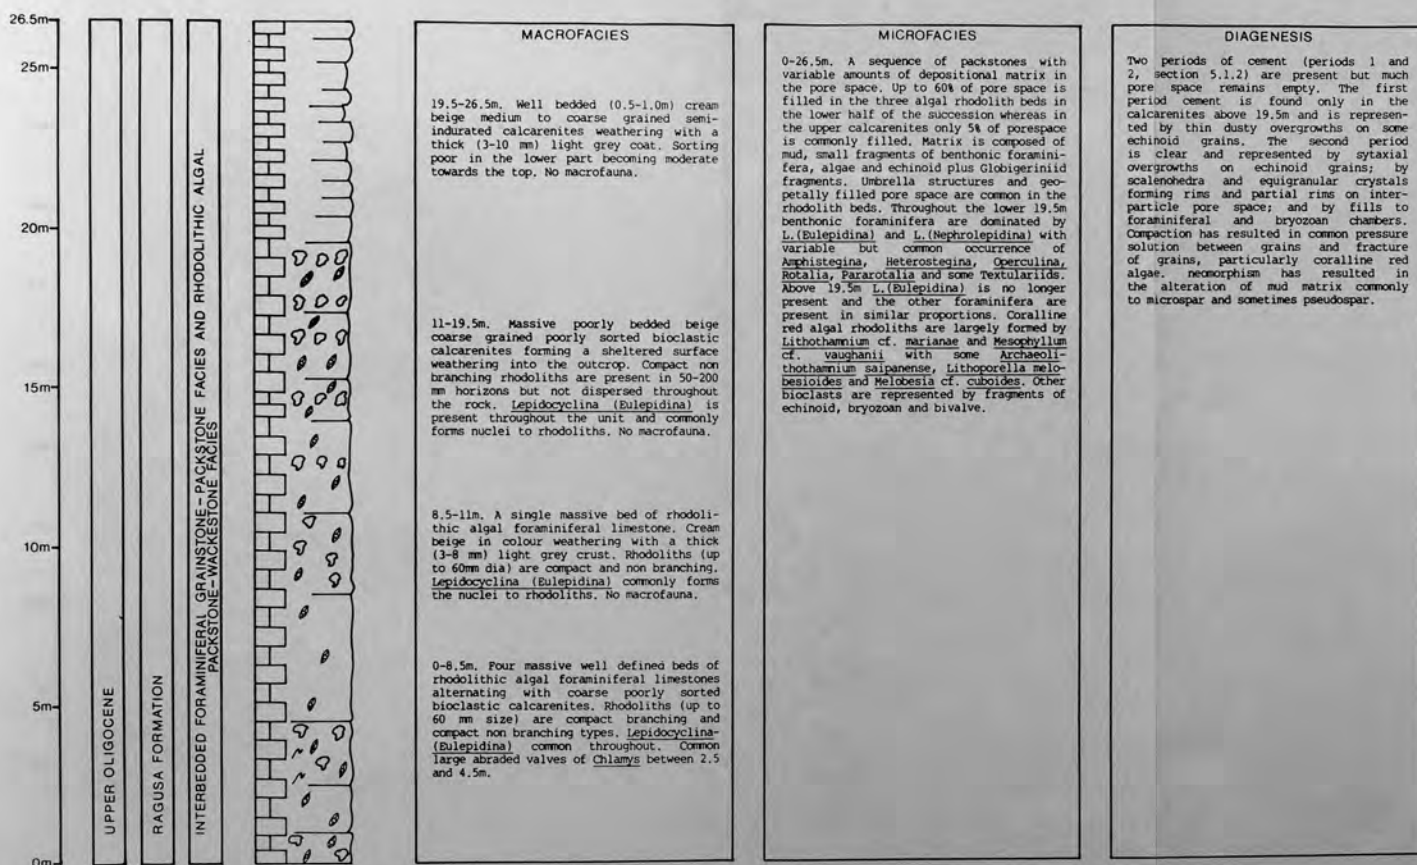 26.5m
25m
20m
15m
10m
5m
0m
UPPER OLIGOCENE
RAGUSA FORMATION
INTERBEDDED FORAMINIFERAL GRAINSTONE-PACKSTONE FACIES AND RHODOLITHIC ALGAL
PACKSTONE-WACKESTONE FACIES
MACROFACIES
19.5-26.5m. Well bedded (0.5-1.0m) cream
beige medium to coarse grained semi-
indurated calcarenites weathering with a
thick (3-10 mm) light grey coat. Sorting
poor in the lower part becoming moderate
towards the top. No macrofauna.
11-19.5m. Massive poorly bedded beige
coarse grained poorly sorted bioclastic
calcarenites forming a sheltered surface
weathering into the outcrop. Compact non
branching rhodoliths are present in 50-200
mm horizons but not dispersed throughout
the rock. Lepidocyclina (Eulepidina) is
present throughout the unit and commonly
forms nuclei to rhodoliths. No macrofauna.
8.5-11m. A single massive bed of rhodoli-
thic algal foraminiferal limestone. Cream
beige in colour weathering with a thick
(3-8 mm) light grey crust. Rhodoliths (up
to 60mm dia) are compact and non branching.
Lepidocyclina (Eulepidina) commonly forms
the nuclei to rhodoliths. No macrofauna.
0-8.5m. Four massive well defined beds of
rhodolithic algal foraminiferal limestones
alternating with coarse poorly sorted
bioclastic calcarenites. Rhodoliths (up to
60 mm size) are compact branching and
compact non branching types. Lepidocyclina-
(Eulepidina) common throughout. Common
large abraded valves of Chlamys between 2.5
and 4.5m.
MICROFACIES
0-26.5m. A sequence of packstones with
variable amounts of depositional matrix in
the pore space. Up to 60% of pore space is
filled in the three algal rhodolith beds in
the lower half of the succession whereas in
the upper calcarenites only 5% of porespace
is commonly filled. Matrix is composed of
mud, small fragments of benthonic foramini-
fera, algae and echinoid plus Globigeriniid
fragments. Umbrella structures and geo-
petally filled pore space are common in the
rhodolith beds. Throughout the lower 19.5m
benthonic foraminifera are dominated by
L.(Eulepidina) and L.(Nephrolepidina) with
variable but common occurrence of
Amphistegina, Heterostegina, Operculina,
Rotalia, Pararotalia and some Textulariids.
Above 19.5m L.(Eulepidina) is no longer
present and the other foraminifera are
present in similar proportions. Coralline
red algal rhodoliths are largely formed by
Lithothamnium cf. marianae and Mesophyllum
cf. vaughanii with some Archaeoli-
thothamnium saipanense, Lithoporella melo-
besioides and Melobesia cf. cuboides. Other
bioclasts are represented by fragments of
echinoid, bryozoan and bivalve.
DIAGENESIS
Two periods of cement (periods 1 and
2, section 5.1.2) are present but much
pore space remains empty. The first
period cement is found only in the
calcarenites above 19.5m and is represen-
ted by thin dusty overgrowths on some
echinoid grains. The second period
is clear and represented by sytaxial
overgrowths on echinoid grains; by
scalenohedra and equigranular crystals
forming rims and partial rims on inter-
particle pore space; and by fills to
foraminiferal and bryozoan chambers.
Compaction has resulted in common pressure
solution between grains and fracture
of grains, particularly coralline red
algae. neomorphism has resulted in
the alteration of mud matrix commonly
to microspar and sometimes pseudospar.